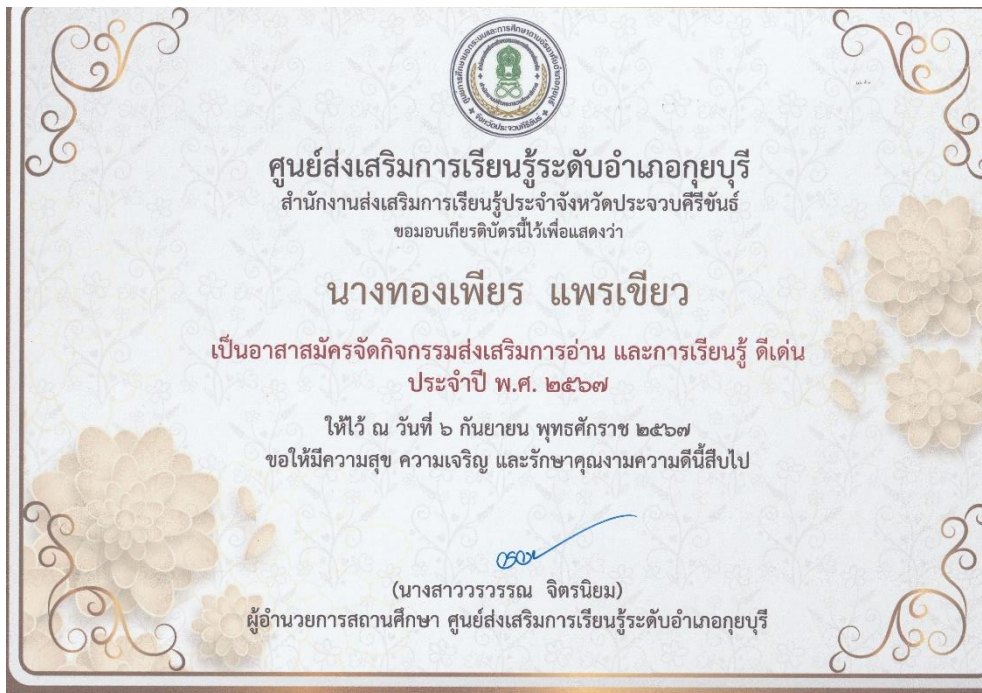 ศูนย์ส่งเสริมการเรียนรู้ระดับอำเภอกุยบุรี
สำนักงานส่งเสริมการเรียนรู้ประจำจังหวัดประจวบคีรีขันธ์
ขอมอบเกียรติบัตรนี้ไว้เพื่อแสดงว่า
นางทองเพียร แพรเขียว
เป็นอาสาสมัครจัดกิจกรรมส่งเสริมการอ่าน และการเรียนรู้ ดีเด่น
ประจำปี พ.ศ. ๒๕๖๗
ให้ไว้ ณ วันที่ ๖ กันยายน พุทธศักราช ๒๕๖๗
ขอให้มีความสุข ความเจริญ และรักษาคุณงามความดีนี้สืบไป
(นางสาววรวรรณ จิตรนิยม)
ผู้อำนวยการสถานศึกษา ศูนย์ส่งเสริมการเรียนรู้ระดับอำเภอกุยบุรี